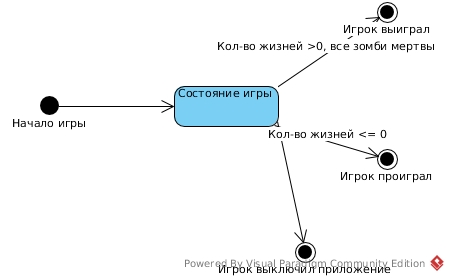 Игрок выиграл
Кол-во жизней >0, все зомби мертвы
Состояние игры
Начало игры
Кол-во жизней <= 0
Игрок проиграл
Powered By Visual Paradigm Community Edition
Игрок выключил приложение